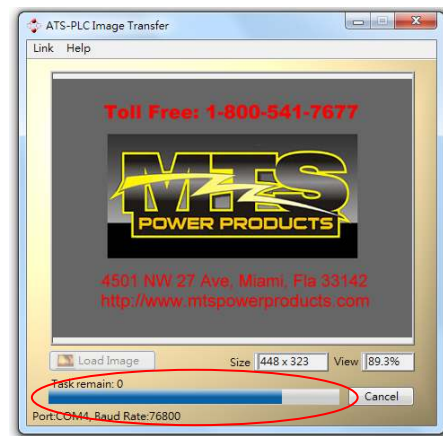 ATS-PLC Image Transfer
Link Help
Toll Free: 1-800-541-7677
MTS
POWER PRODUCTS
4501 NW 27 Ave, Miami, Fla 33142
http://www.mtspowerproducts.com
Load Image Size 448 x 323 View 89.3%
Task remain: 0
Cancel
Port:COM4, Baud Rate:76800